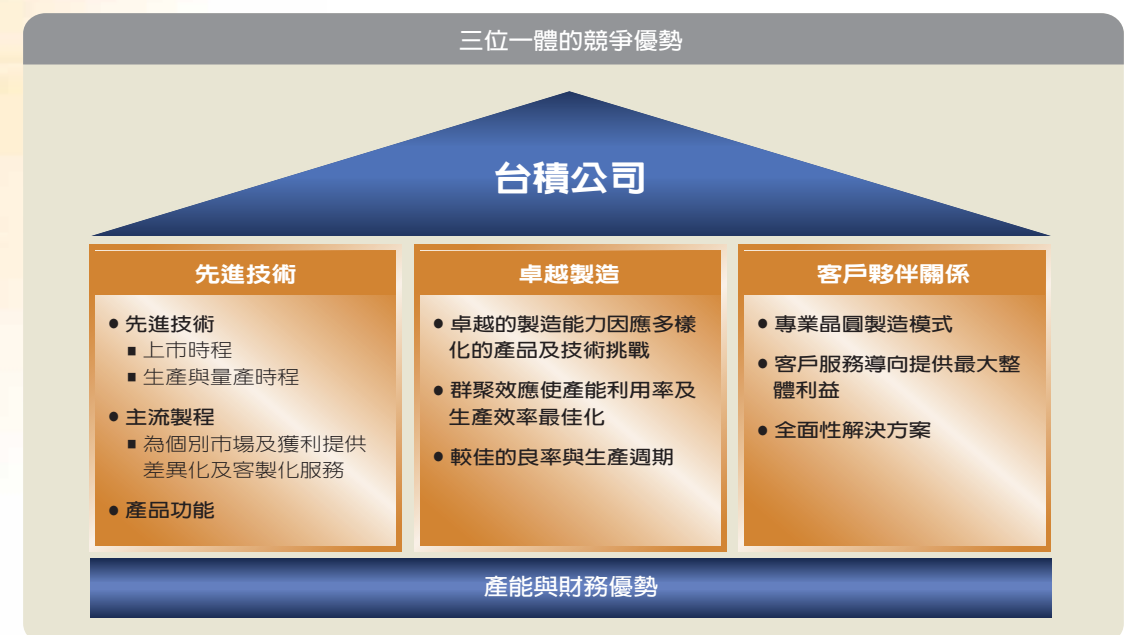 三位一體的競爭優勢
台積公司
先進技術
● 先進技術
■ 上市時程
■ 生產與量產時程
● 主流製程
■ 為個別市場及獲利提供
差異化及客製化服務
● 產品功能
卓越製造
● 卓越的製造能力因應多樣
化的產品及技術挑戰
● 群聚效應使產能利用率及
生產效率最佳化
● 較佳的良率與生產週期
客戶夥伴關係
● 專業晶圓製造模式
● 客戶服務導向提供最大整
體利益
● 全面性解決方案
產能與財務優勢